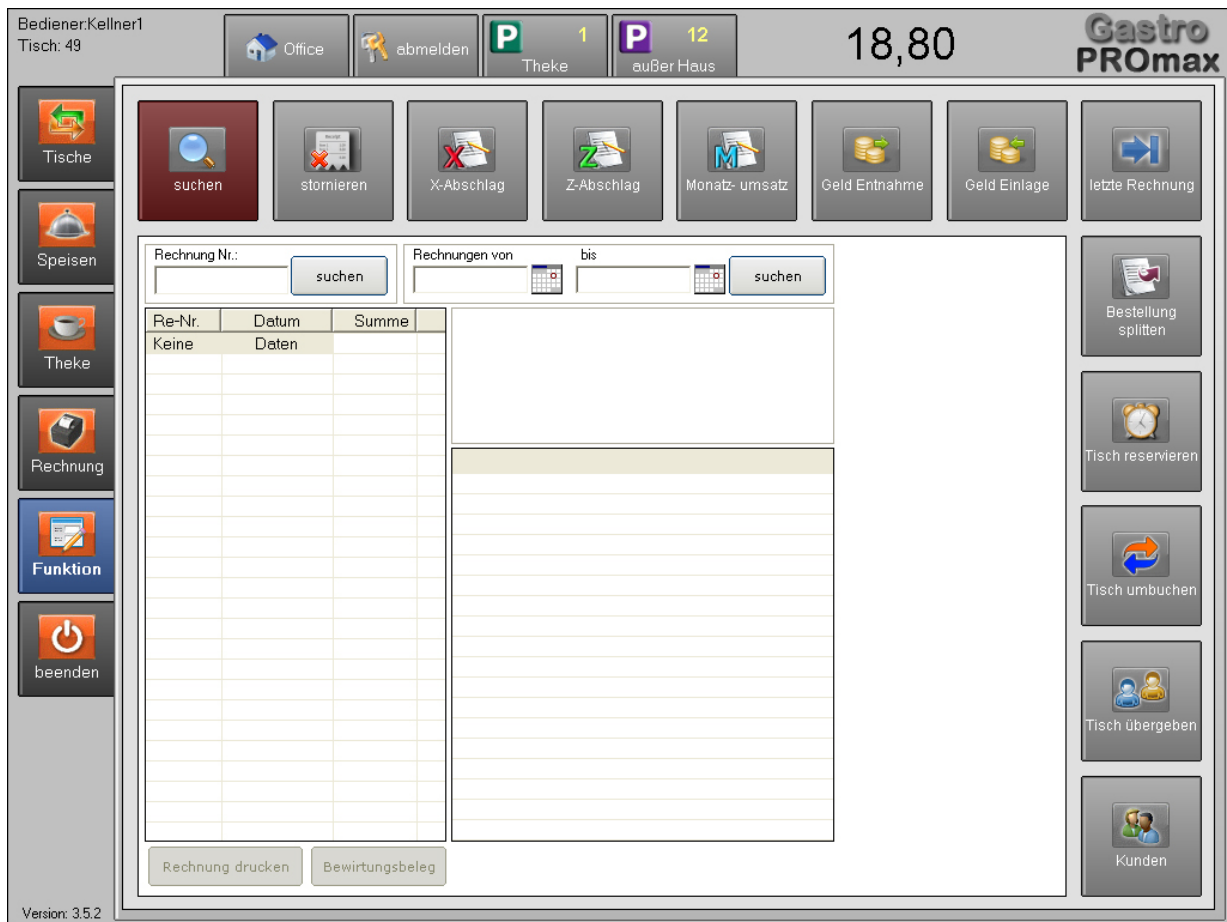 Bediener:Kellner1
Tisch: 49
Office
abmelden
P
1
Theke
P
12
außer Haus
18,80
Gastro
PROmax
Tische
Speisen
Theke
Rechnung
Funktion
beenden
Version: 3.5.2
suchen
stornieren
X
X-Abschlag
Z
Z-Abschlag
M
Monatz- umsatz
Geld Entnahme
Geld Einlage
letzte Rechnung
Rechnung Nr.:
suchen
Rechnungen von
bis
suchen
Re-Nr. Datum Summe
Keine Daten
Rechnung drucken
Bewirtungsbeleg
Bestellung
splitten
Tisch reservieren
Tisch umbuchen
Tisch übergeben
Kunden